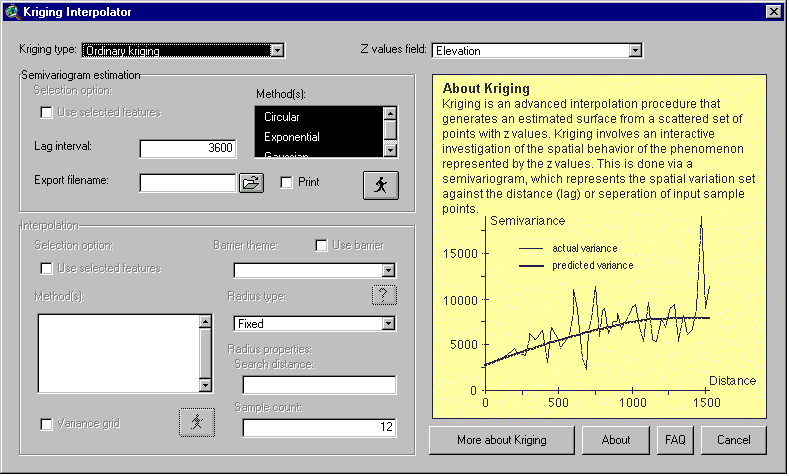 Kriging Interpolator
Kriging type: Ordinary kriging
Z values field: Elevation
Semivariogram estimation
Selection option:
Use selected features
Method(s):
Circular
Exponential
Gaussian
Lag interval: 3600
Export filename:
Print
Interpolation
Selection option:
Use selected features
Barrier theme:
Use barrier
Method(s):
Radius type:
?
Fixed
Radius properties:
Search distance:
Sample count:
12
Variance grid
About Kriging
Kriging is an advanced interpolation procedure that
generates an estimated surface from a scattered set of
points with z values. Kriging involves an interactive
investigation of the spatial behavior of the phenomenon
represented by the z values. This is done via a
semivariogram, which represents the spatial variation set
against the distance (lag) or seperation of input sample
points.
Semivariance
actual variance
predicted variance
15000
10000
5000
0
Distance
0 500 1000 1500
More about Kriging
About
FAQ
Cancel